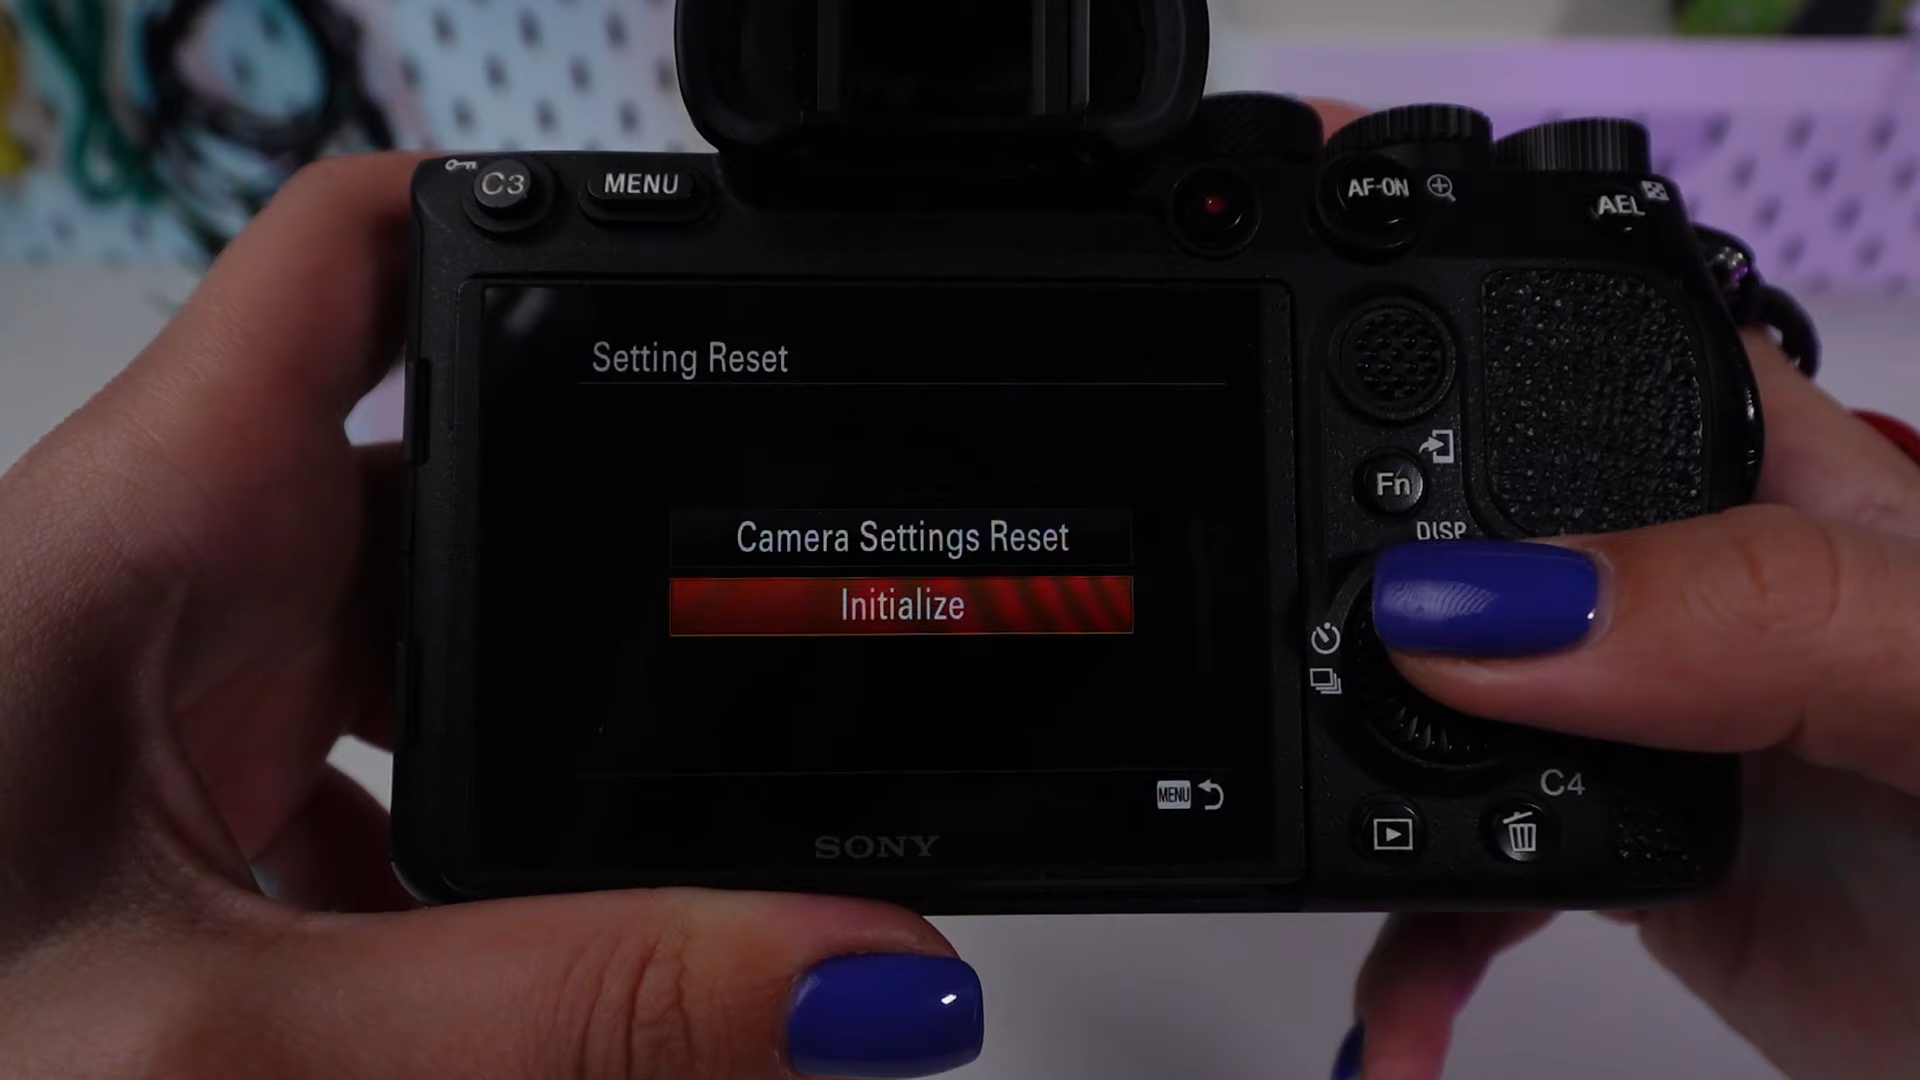 C3
MENU
AF-ON
AEL
Setting Reset
Fn
DISP
Camera Settings Reset
Initialize
MENU
C4
SONY